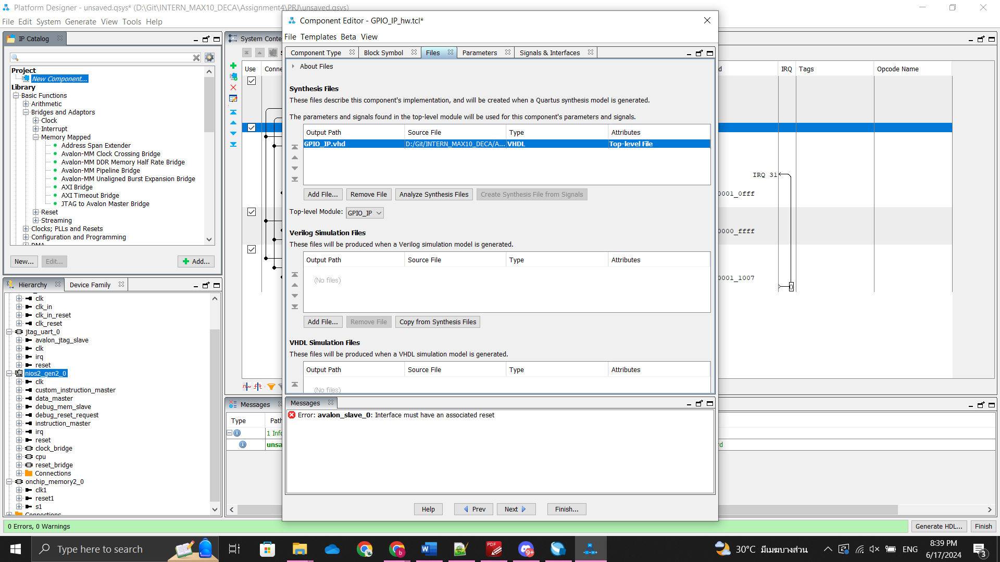 Platform Designer - unsaved.qsys* (D:\Git\INTERN_MAX10_DECA\Assignment4\PRJ\unsaved.qsys)
File Edit System Generate View Tools Help
IP Catalog
Project
New Component...
Library
Basic Functions
Arithmetic
Bridges and Adaptors
Clock
Interrupt
Memory Mapped
Address Span Extender
Avalon-MM Clock Crossing Bridge
Avalon-MM DDR Memory Half Rate Bridge
Avalon-MM Pipeline Bridge
Avalon-MM Unaligned Burst Expansion Bridge
AXI Bridge
AXI Timeout Bridge
JTAG to Avalon Master Bridge
Reset
Streaming
Clocks; PLLs and Resets
Configuration and Programming
DMA
New... Edit... Add...
Hierarchy Device Family
clk
clk_in
clk_in_reset
clk_reset
jtag_uart_0
avalon_jtag_slave
clk
irq
reset
nios2_gen2_0
clk
custom_instruction_master
data_master
debug_mem_slave
debug_reset_request
instruction_master
irq
reset
clock_bridge
cpu
reset_bridge
Connections
onchip_memory2_0
clk1
reset1
s1
Connections
System Conte
Use Conne
d IRQ Tags Opcode Name
IRQ 31
0001_0fff
0000_ffff
0001_1007
0
Messages
Type Path
1 Info
unsa
rd
Component Editor - GPIO_IP_hw.tcl*
File Templates Beta View
Component Type Block Symbol Files Parameters Signals & Interfaces
About Files
Synthesis Files
These files describe this component's implementation, and will be created when a Quartus synthesis model is generated.
The parameters and signals found in the top-level module will be used for this component's parameters and signals.
Output Path Source File Type Attributes
GPIO_IP.vhd D:/Git/INTERN_MAX10_DECA/A... VHDL Top-level File
Add File... Remove File Analyze Synthesis Files Create Synthesis File from Signals
Top-level Module: GPIO_IP
Verilog Simulation Files
These files will be produced when a Verilog simulation model is generated.
Output Path Source File Type Attributes
(No files)
Add File... Remove File Copy from Synthesis Files
VHDL Simulation Files
These files will be produced when a VHDL simulation model is generated.
Output Path Source File Type Attributes
(No files)
Messages
Error: avalon_slave_0: Interface must have an associated reset
Help Prev Next Finish...
0 Errors, 0 Warnings
Generate HDL... Finish
Type here to search
PDF
9+
30°C มีเมฆบางส่วน
ENG
8:39 PM
6/17/2024
3